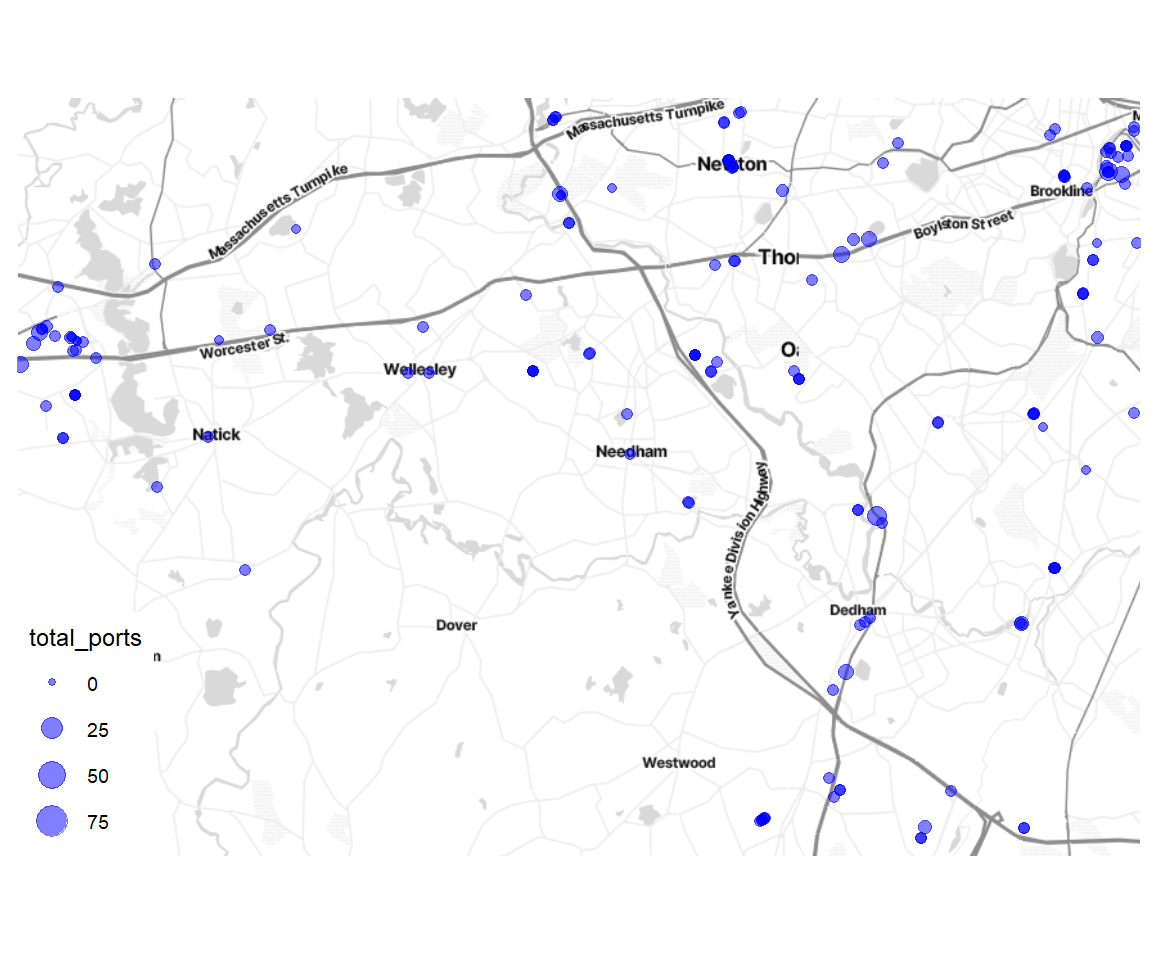 Massachusetts Turnpike
M
Newton
Massachusetts Turnpike
Brookline
Boylston Street
Thor
Worcester St.
Wellesley
Natick
Needham
Yankee Division Highway
Dedham
Dover
total_ports
n
0
25
50
75
Westwood